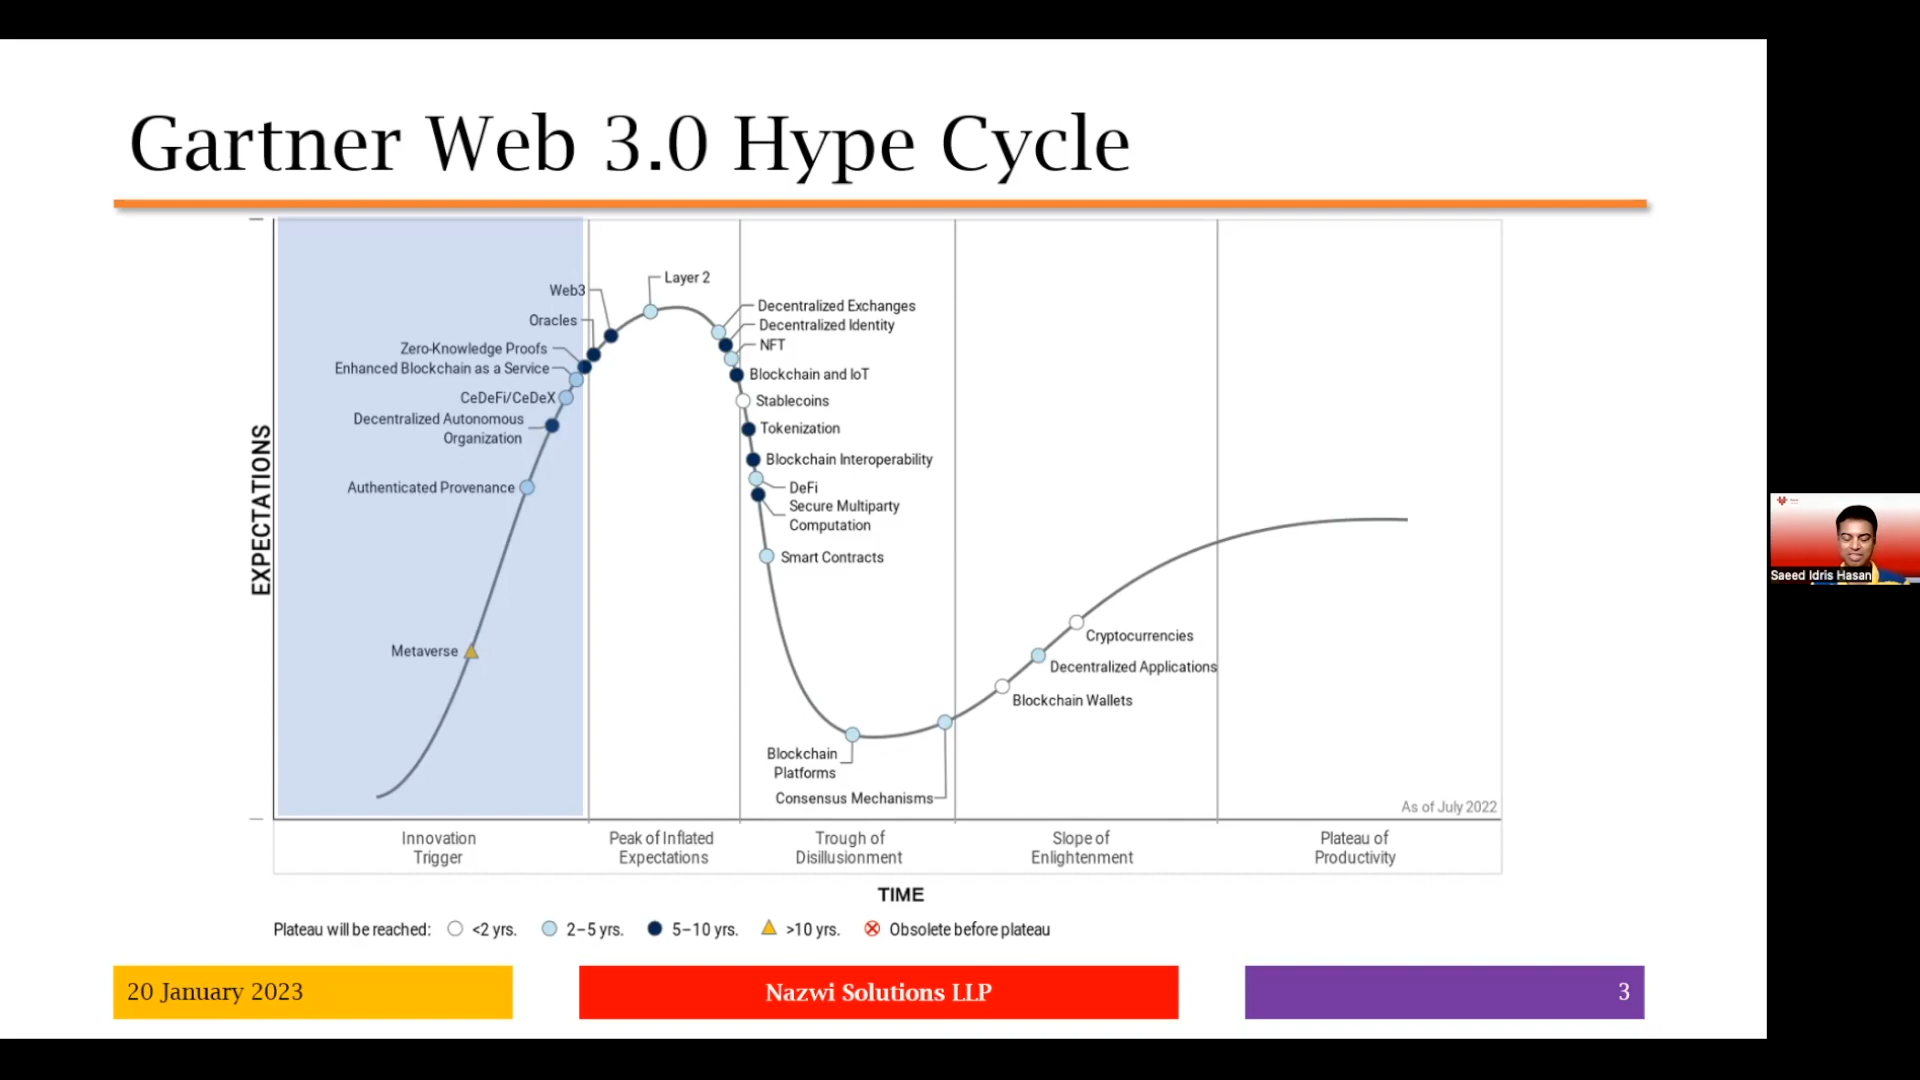 Gartner Web 3.0 Hype Cycle
EXPECTATIONS
Layer 2
Web3
Oracles
Zero-Knowledge Proofs
Enhanced Blockchain as a Service
CeDeFi/CeDeX
Decentralized Autonomous
Organization
Authenticated Provenance
Metaverse
Decentralized Exchanges
Decentralized Identity
NFT
Blockchain and IoT
Stablecoins
Tokenization
Blockchain Interoperability
DeFi
Secure Multiparty
Computation
Smart Contracts
Blockchain
Platforms
Consensus Mechanisms
Cryptocurrencies
Decentralized Applications
Blockchain Wallets
As of July 2022
Innovation
Trigger
Peak of Inflated
Expectations
Trough of
Disillusionment
Slope of
Enlightenment
Plateau of
Productivity
TIME
Plateau will be reached: <2 yrs. 2–5 yrs. 5–10 yrs. >10 yrs. Obsolete before plateau
20 January 2023
Nazwi Solutions LLP
3
Saeed Idris Hasan